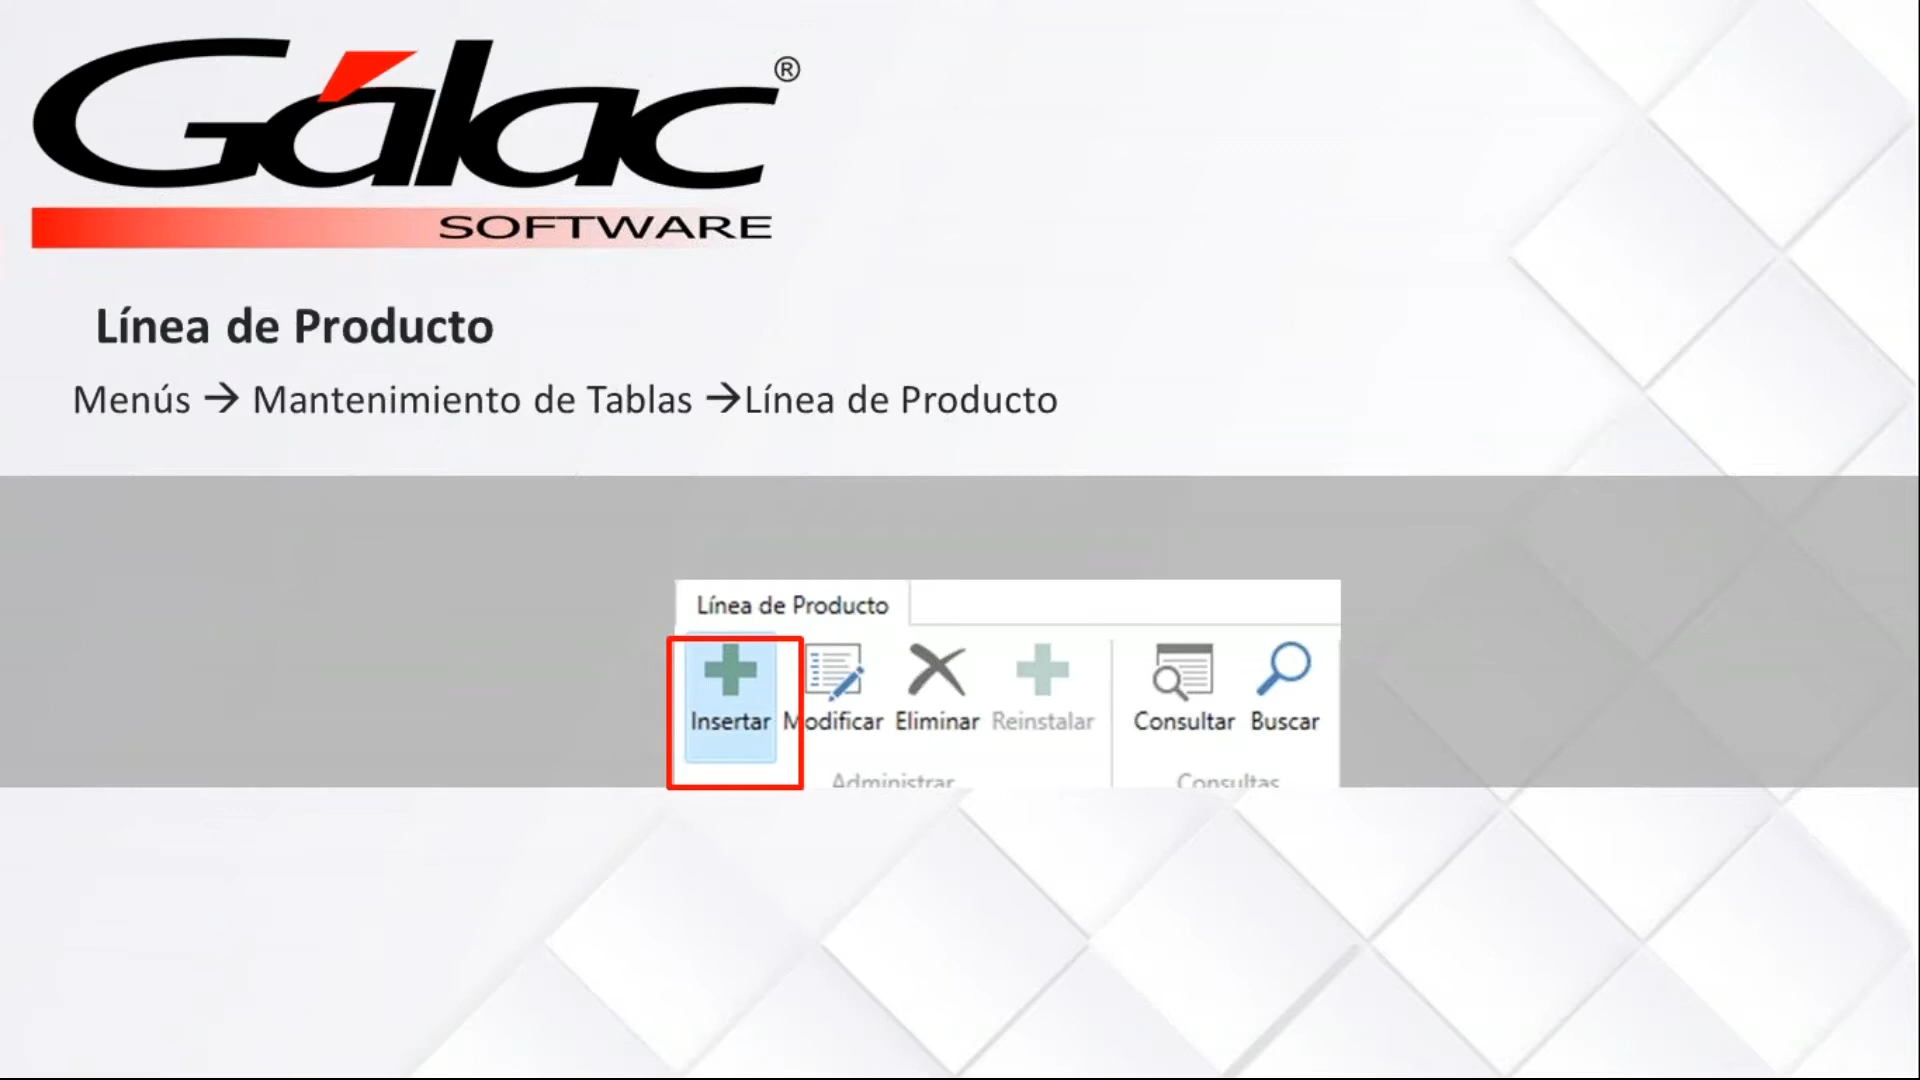 Gálac®
SOFTWARE
Línea de Producto
Menús → Mantenimiento de Tablas →Línea de Producto
Línea de Producto
Insertar Modificar Eliminar Reinstalar Consultar Buscar
Administrar Consultas